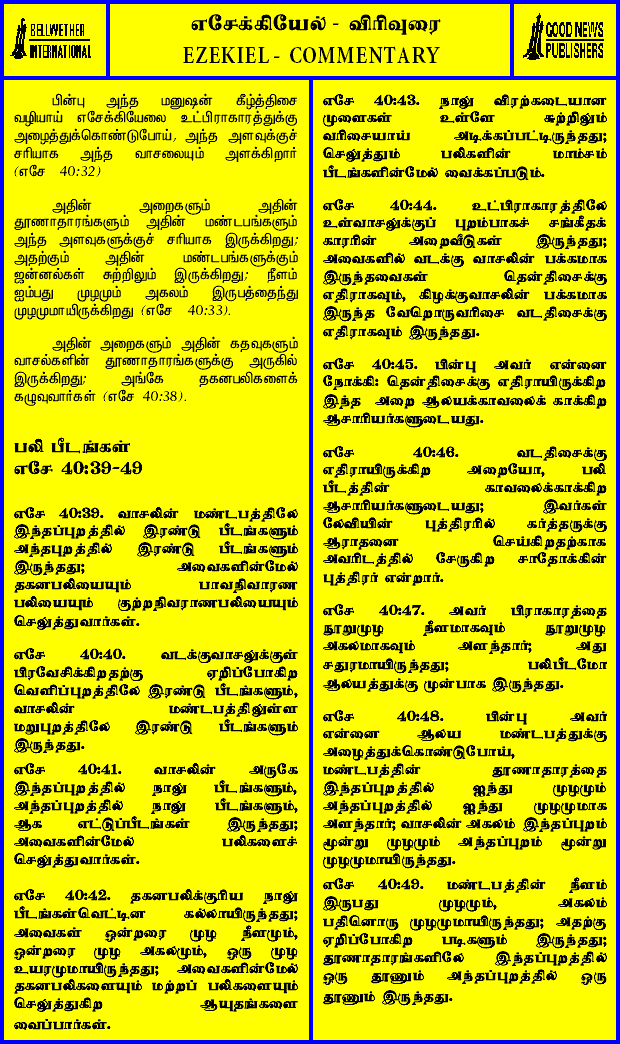 BELLWETHER
INTERNATIONAL
எசேக்கியேல் - விரிவுரை
EZEKIEL - COMMENTARY
GOOD NEWS
PUBLISHERS
பின்பு அந்த மனுஷன் கீழ்த்திசை
வழியாய் எசேக்கியேலை உட்பிராகாரத்துக்கு
அழைத்துக்கொண்டுபோய், அந்த அளவுக்குச்
சரியாக அந்த வாசலையும் அளக்கிறார்
(எசே 40:32)
அதின் அறைகளும் அதின்
தூணாதாரங்களும் அதின் மண்டபங்களும்
அந்த அளவுகளுக்குச் சரியாக இருக்கிறது;
அதற்கும் அதின் மண்டபங்களுக்கும்
ஜன்னல்கள் சுற்றிலும் இருக்கிறது; நீளம்
ஐம்பது முழமும் அகலம் இருபத்தைந்து
முழமுமாயிருக்கிறது (எசே 40:33).
அதின் அறைகளும் அதின் கதவுகளும்
வாசல்களின் தூணாதாரங்களுக்கு அருகில்
இருக்கிறது; அங்கே தகனபலிகளைக்
கழுவுவார்கள் (எசே 40:38).
பலி பீடங்கள்
எசே 40:39-49
எசே 40:39. வாசலின் மண்டபத்திலே
இந்தப்புறத்தில் இரண்டு பீடங்களும்
அந்தபுறத்தில் இரண்டு பீடங்களும்
இருந்தது; அவைகளின்மேல்
தகனபலியையும் பாவநிவாரண
பலியையும் குற்றநிவராணபலியையும்
செலுத்துவார்கள்.
எசே 40:40. வடக்குவாசலுக்குள்
பிரவேசிக்கிறதற்கு ஏறிப்போகிற
வெளிப்புறத்திலே இரண்டு பீடங்களும்,
வாசலின் மண்டபத்திலுள்ள
மறுபுறத்திலே இரண்டு பீடங்களும்
இருந்தது.
எசே 40:41. வாசலின் அருகே
இந்தப்புறத்தில் நாலு பீடங்களும்,
அந்தப்புறத்தில் நாலு பீடங்களும்,
ஆக எட்டுப்பீடங்கள் இருந்தது;
அவைகளின்மேல் பலிகளைச்
செலுத்துவார்கள்.
எசே 40:42. தகனபலிக்குரிய நாலு
பீடங்கள்வெட்டின கல்லாயிருந்தது;
அவைகள் ஒன்றரை முழ நீளமும்,
ஒன்றரை முழ அகலமும், ஒரு முழ
உயரமுமாயிருந்தது; அவைகளின்மேல்
தகனபலிகளையும் மற்றப் பலிகளையும்
செலுத்துகிற ஆயுதங்களை
வைப்பார்கள்.
எசே 40:43. நாலு விரற்கடையான
முளைகள் உள்ளே சுற்றிலும்
வரிசையாய் அடிக்கப்பட்டிருந்தது;
செலுத்தும் பலிகளின் மாம்சம்
பீடங்களின்மேல் வைக்கப்படும்.
எசே 40:44. உட்பிராகாரத்திலே
உள்வாசலுக்குப் புறம்பாகச் சங்கீதக்
காரரின் அறைவீடுகள் இருந்தது;
அவைகளில் வடக்கு வாசலின் பக்கமாக
இருந்தவைகள் தென்திசைக்கு
எதிராகவும், கிழக்குவாசலின் பக்கமாக
இருந்த வேறொருவரிசை வடதிசைக்கு
எதிராகவும் இருந்தது.
எசே 40:45. பின்பு அவர் என்னை
நோக்கி: தென்திசைக்கு எதிராயிருக்கிற
இந்த அறை ஆலயக்காவலைக் காக்கிற
ஆசாரியர்களுடையது.
எசே 40:46. வடதிசைக்கு
எதிராயிருக்கிற அறையோ, பலி
பீடத்தின் காவலைக்காக்கிற
ஆசாரியர்களுடையது; இவர்கள்
லேவியின் புத்திரரில் கர்த்தருக்கு
ஆராதனை செய்கிறதற்காக
அவரிடத்தில் சேருகிற சாதோக்கின்
புத்திரர் என்றார்.
எசே 40:47. அவர் பிராகாரத்தை
நூறுமுழ நீளமாகவும் நூறுமுழ
அகலமாகவும் அளந்தார்; அது
சதுரமாயிருந்தது; பலிபீடமோ
ஆலயத்துக்கு முன்பாக இருந்தது.
எசே 40:48. பின்பு அவர்
என்னை ஆலய மண்டபத்துக்கு
அழைத்துக்கொண்டுபோய்,
மண்டபத்தின் தூணாதாரத்தை
இந்தப்புறத்தில் ஐந்து முழமும்
அந்தப்புறத்தில் ஐந்து முழமுமாக
அளந்தார்; வாசலின் அகலம் இந்தப்புறம்
மூன்று முழமும் அந்தப்புறம் மூன்று
முழமுமாயிருந்தது.
எசே 40:49. மண்டபத்தின் நீளம்
இருபது முழமும், அகலம்
பதினொரு முழமுமாயிருந்தது; அதற்கு
ஏறிப்போகிற படிகளும் இருந்தது;
தூணாதாரங்களிலே இந்தப்புறத்தில்
ஒரு தூணும் அந்தப்புறத்தில் ஒரு
தூணும் இருந்தது.